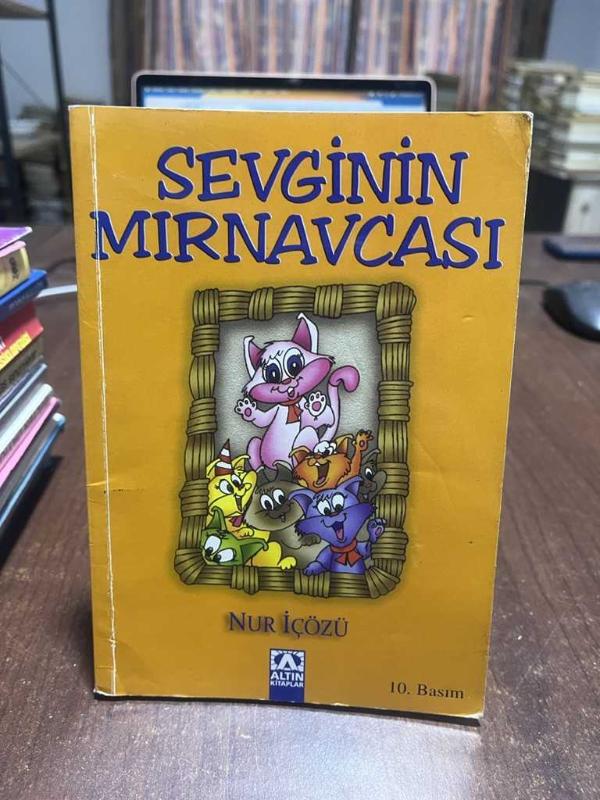 SEVGİNİN
MIRNAVCASI
NUR İÇÖZÜ
ALTIN
KİTAPLAR
10. Basım